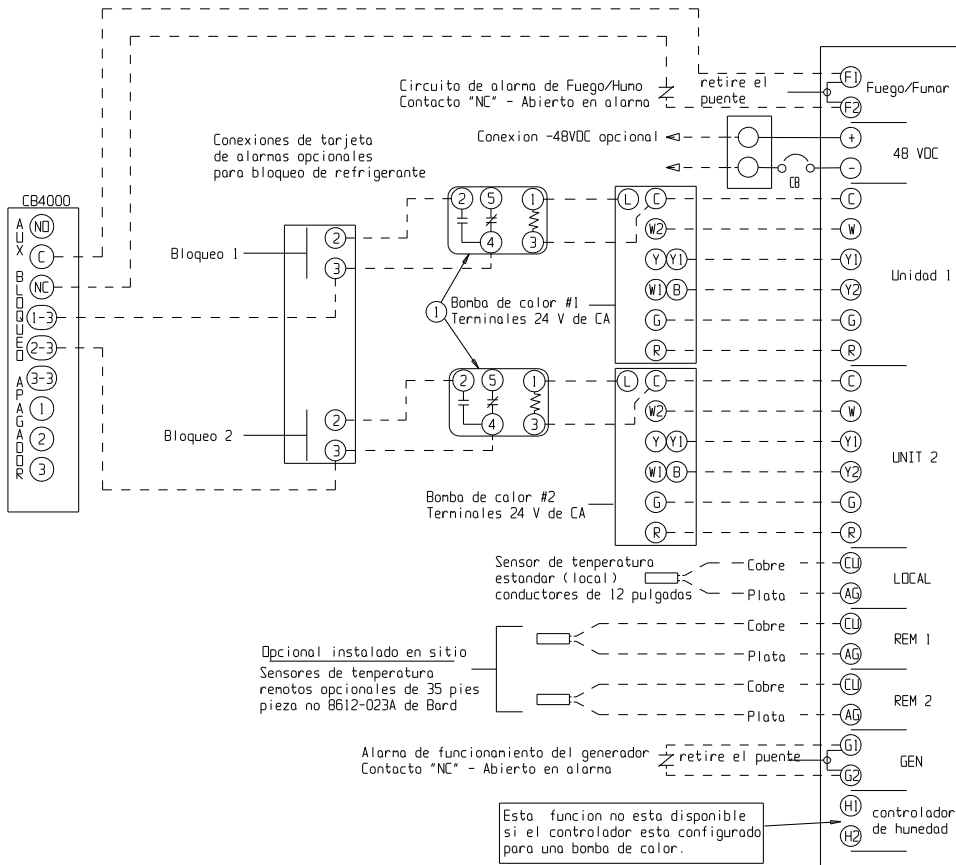 Circuito de alarma de Fuego/Humo
Contacto "NC" - Abierto en alarma
retire el
puente
F1
F2
Fuego/Fumar
Conexion -48VDC opcional
CB
+
-
48 VDC
Conexiones de tarjeta
de alarmas opcionales
para bloqueo de refrigerante
CB4000
AUX BLOQUEO APAGADOR
NO
C
NC
1-3
2-3
3-3
1
2
3
Bloqueo 1
2
3
Bloqueo 2
2
3
2 5 1
4 3
1
2 5 1
4 3
Bomba de calor #1
Terminales 24 V de CA
L C
W2
Y Y1
W1 B
G
R
C
W
Y1
Y2
G
R
Unidad 1
Bomba de calor #2
Terminales 24 V de CA
L C
W2
Y Y1
W1 B
G
R
C
W
Y1
Y2
G
R
UNIT 2
Sensor de temperatura
estandar (local)
conductores de 12 pulgadas
Cobre
Plata
CU
AG
LOCAL
Opcional instalado en sitio
Sensores de temperatura
remotos opcionales de 35 pies
pieza no 8612-023A de Bard
Cobre
Plata
CU
AG
REM 1
Cobre
Plata
CU
AG
REM 2
Alarma de funcionamiento del generador
Contacto "NC" - Abierto en alarma
retire el puente
G1
G2
GEN
Esta funcion no esta disponible
si el controlador esta configurado
para una bomba de calor.
H1
H2
controlador
de humedad